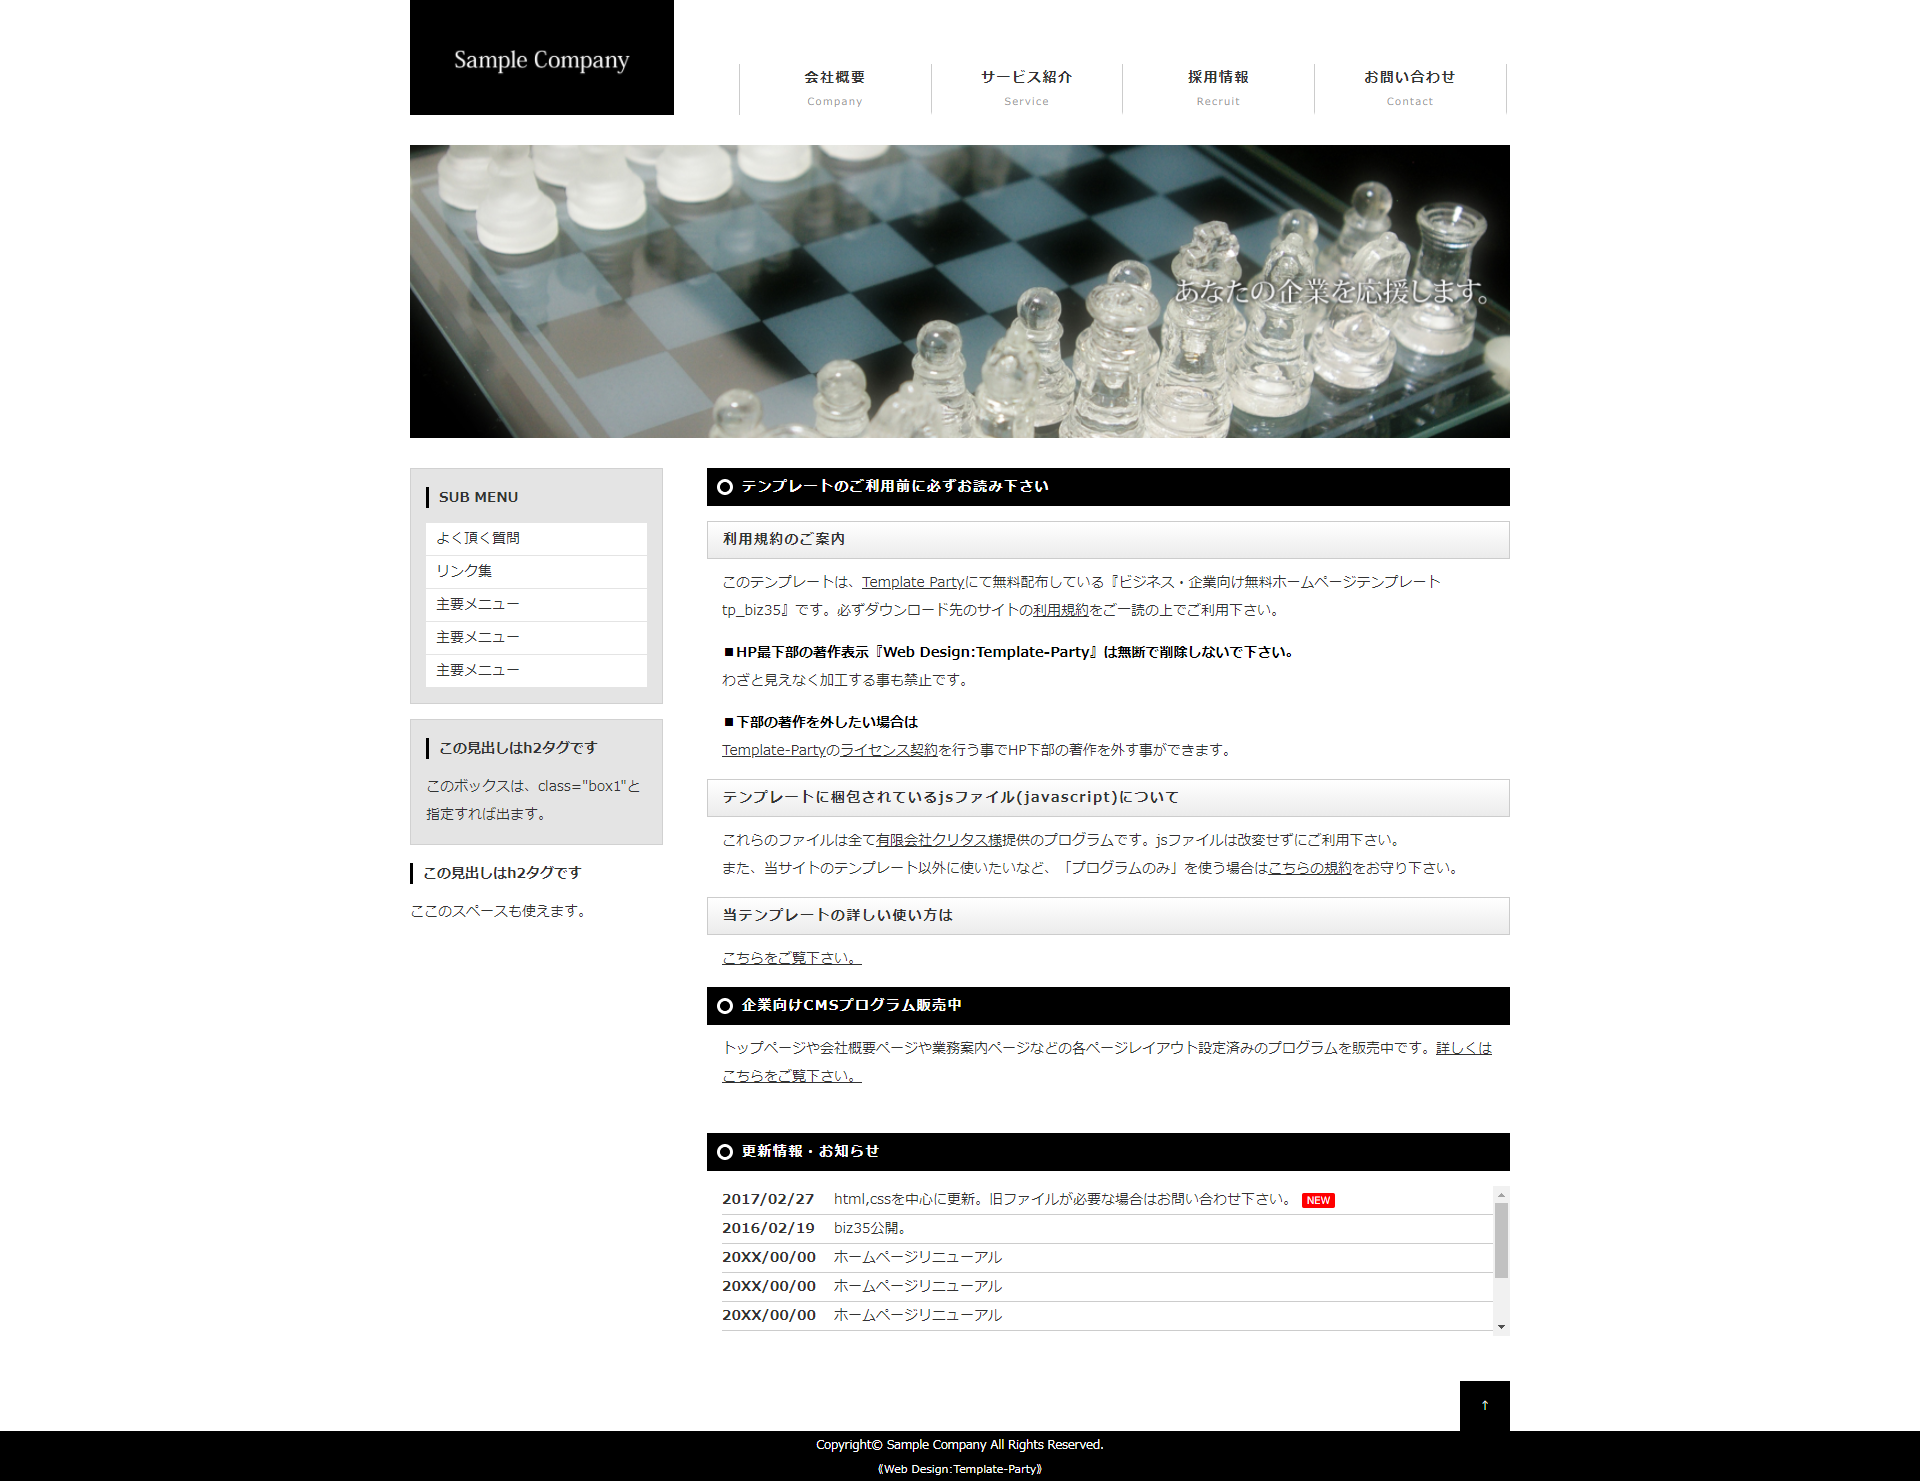 Sample Company
会社概要
Company
サービス紹介
Service
採用情報
Recruit
お問い合わせ
Contact
あなたの企業を応援します。
SUB MENU
よく頂く質問
リンク集
主要メニュー
主要メニュー
主要メニュー
この見出しはh2タグです
このボックスは、class="box1"と
指定すれば出ます。
この見出しはh2タグです
ここのスペースも使えます。
テンプレートのご利用前に必ずお読み下さい
利用規約のご案内
このテンプレートは、Template Partyにて無料配布している『ビジネス・企業向け無料ホームページテンプレート
tp_biz35』です。必ずダウンロード先のサイトの利用規約をご一読の上でご利用下さい。
■HP最下部の著作表示『Web Design:Template-Party』は無断で削除しないで下さい。
わざと見えなく加工する事も禁止です。
■下部の著作を外したい場合は
Template-Partyのライセンス契約を行う事でHP下部の著作を外す事ができます。
テンプレートに梱包されているjsファイル(javascript)について
これらのファイルは全て有限会社クリタス様提供のプログラムです。jsファイルは改変せずにご利用下さい。
また、当サイトのテンプレート以外に使いたいなど、「プログラムのみ」を使う場合はこちらの規約をお守り下さい。
当テンプレートの詳しい使い方は
こちらをご覧下さい。
企業向けCMSプログラム販売中
トップページや会社概要ページや業務案内ページなどの各ページレイアウト設定済みのプログラムを販売中です。詳しくは
こちらをご覧下さい。
更新情報・お知らせ
2017/02/27 html,cssを中心に更新。旧ファイルが必要な場合はお問い合わせ下さい。 NEW
2016/02/19 biz35公開。
20XX/00/00 ホームページリニューアル
20XX/00/00 ホームページリニューアル
20XX/00/00 ホームページリニューアル
↑
Copyright© Sample Company All Rights Reserved.
《Web Design:Template-Party》